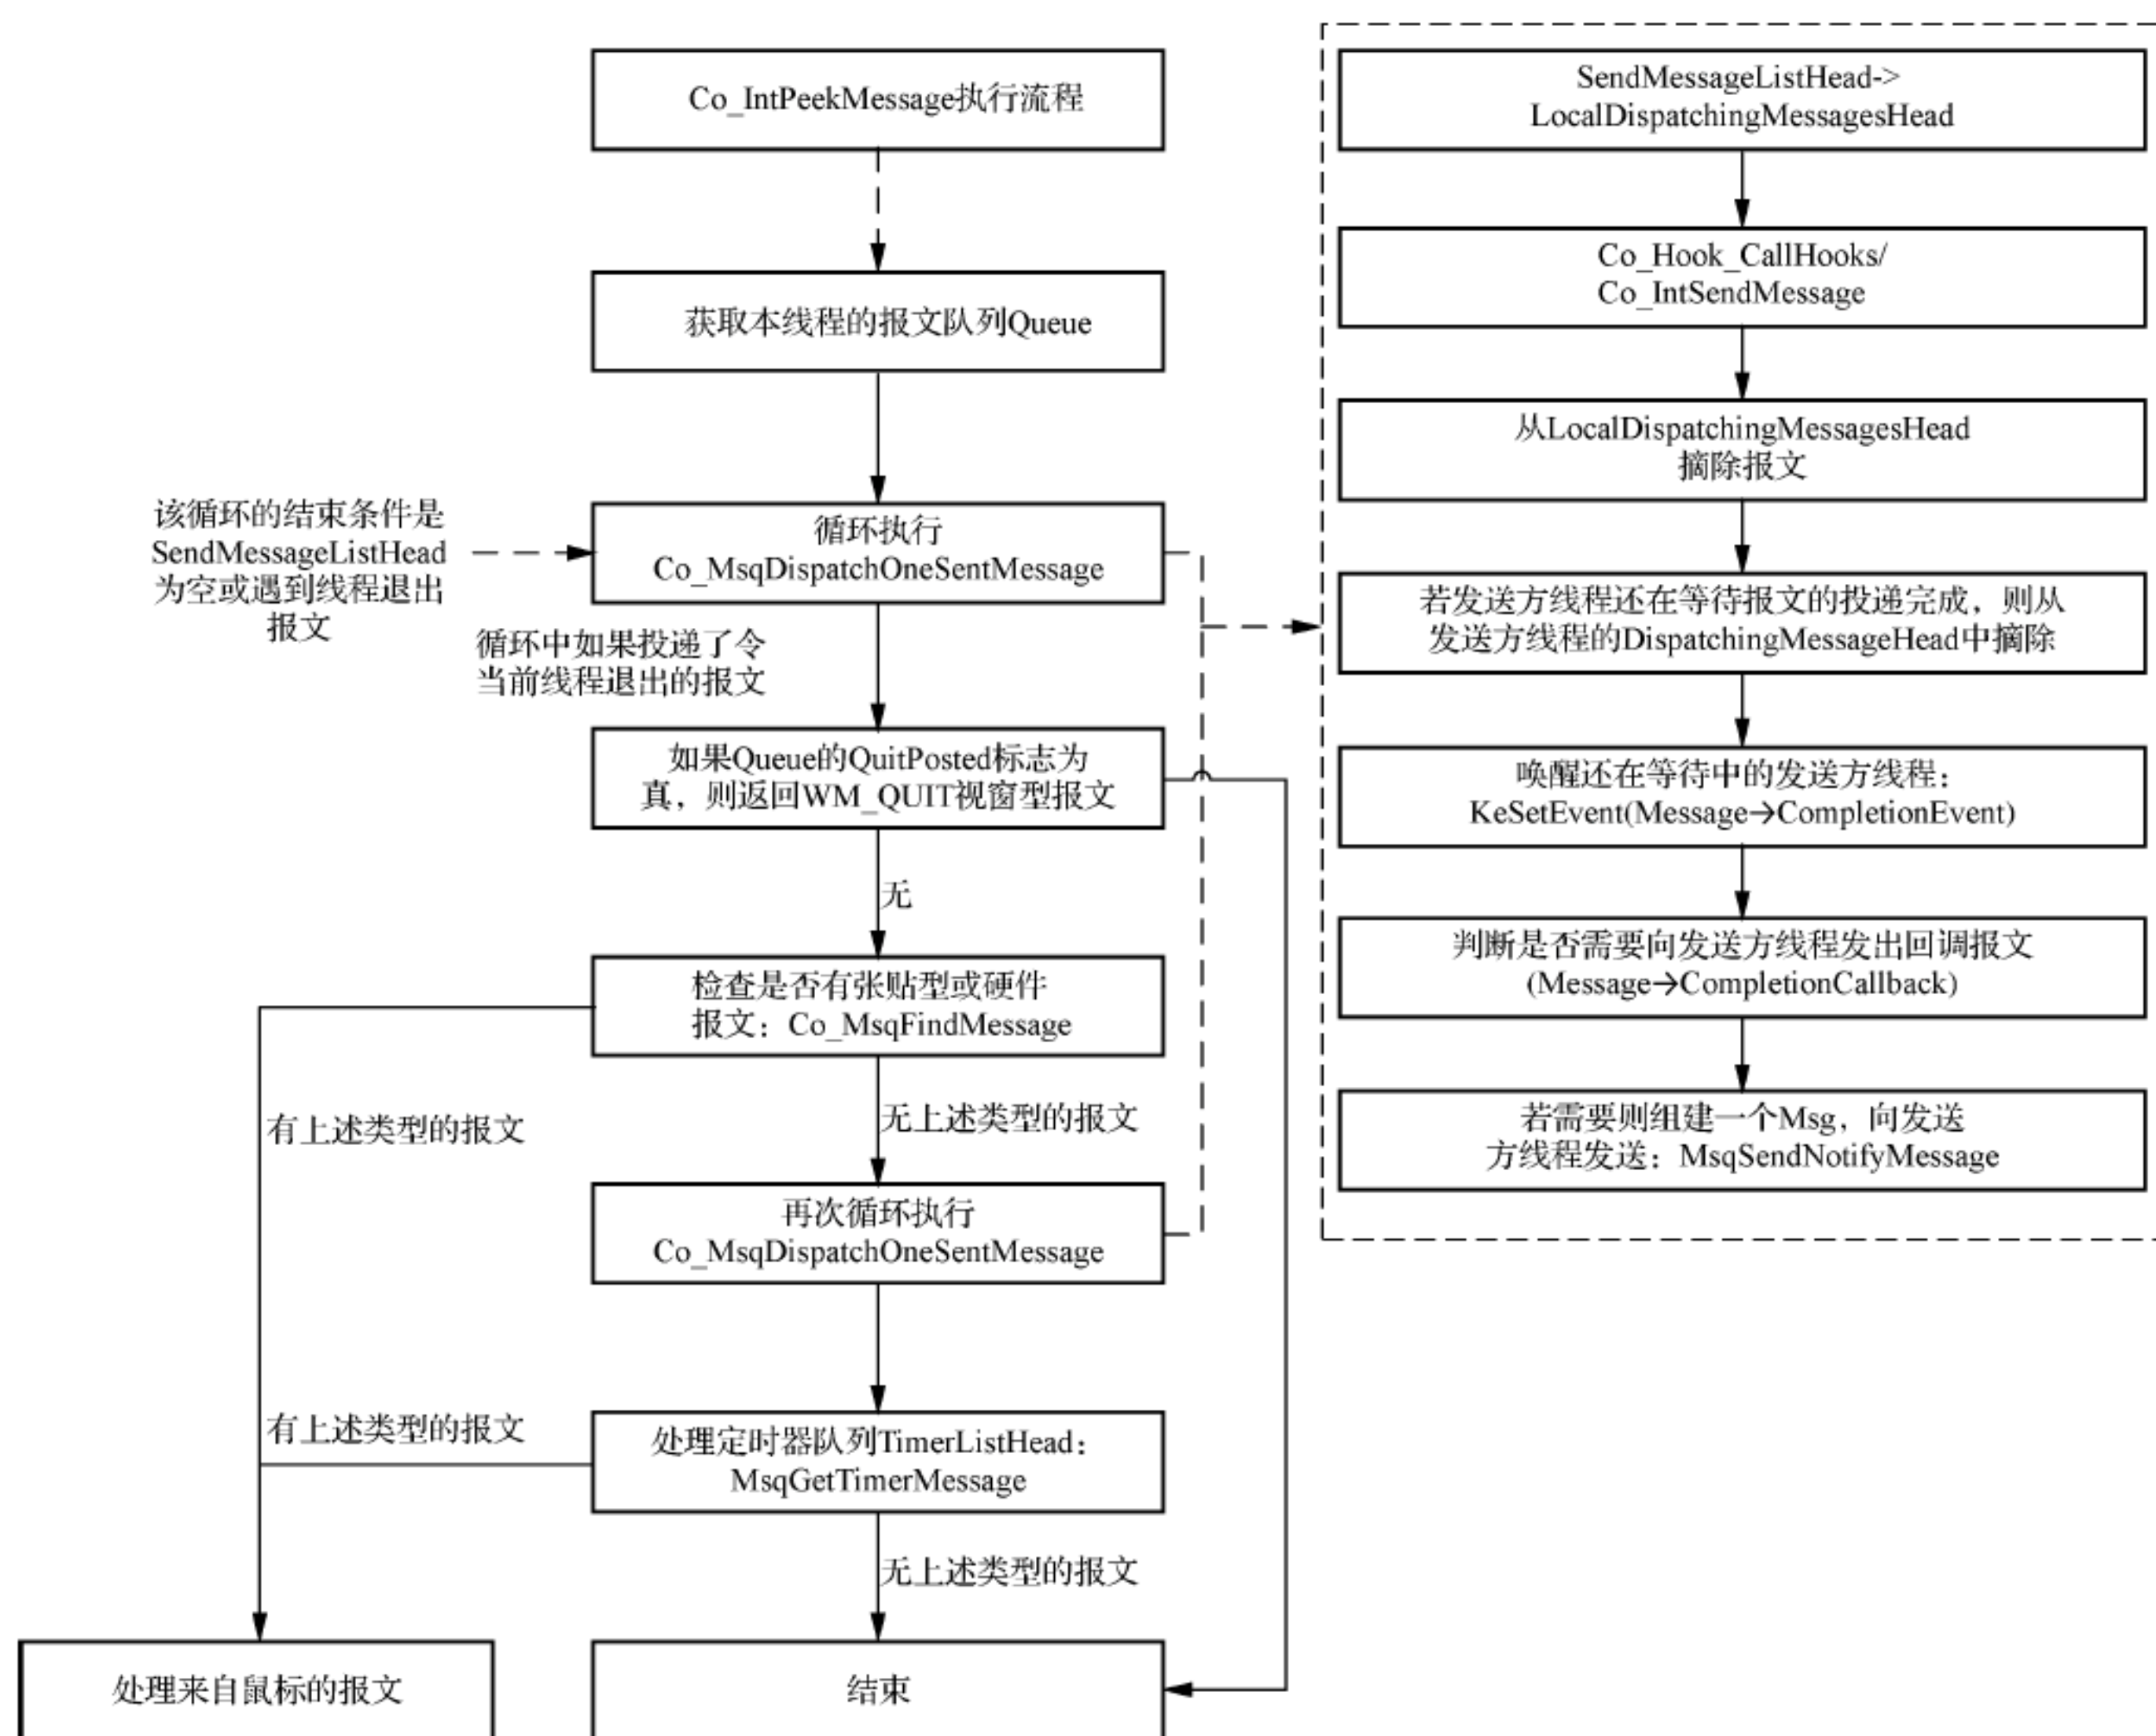 Co_IntPeekMessage执行流程
获取本线程的报文队列Queue
该循环的结束条件是
SendMessageListHead
为空或遇到线程退出
报文
循环执行
Co_MsqDispatchOneSentMessage
循环中如果投递了令
当前线程退出的报文
如果Queue的QuitPosted标志为
真，则返回WM_QUIT视窗型报文
无
检查是否有张贴型或硬件
报文：Co_MsqFindMessage
有上述类型的报文
无上述类型的报文
再次循环执行
Co_MsqDispatchOneSentMessage
有上述类型的报文
处理定时器队列TimerListHead：
MsqGetTimerMessage
无上述类型的报文
处理来自鼠标的报文
结束
SendMessageListHead->
LocalDispatchingMessagesHead
Co_Hook_CallHooks/
Co_IntSendMessage
从LocalDispatchingMessagesHead
摘除报文
若发送方线程还在等待报文的投递完成，则从
发送方线程的DispatchingMessageHead中摘除
唤醒还在等待中的发送方线程：
KeSetEvent(Message→CompletionEvent)
判断是否需要向发送方线程发出回调报文
(Message→CompletionCallback)
若需要则组建一个Msg，向发送
方线程发送：MsqSendNotifyMessage